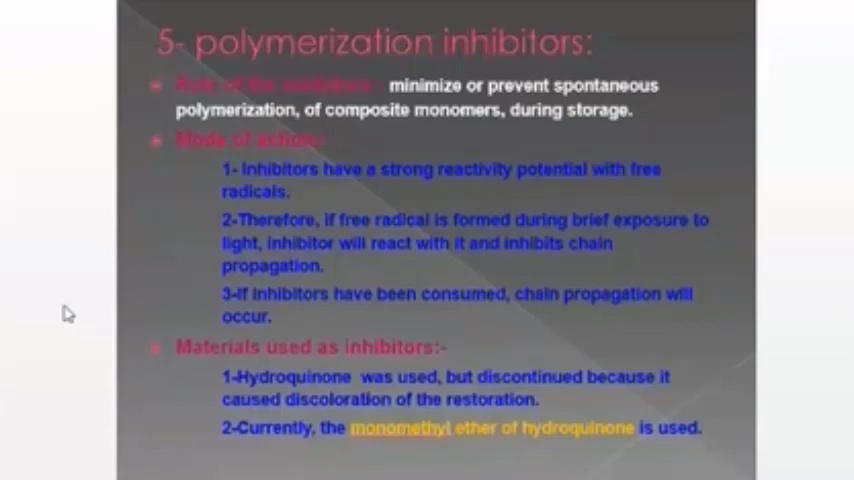 5- polymerization inhibitors:
Role of the inhibitors:- minimize or prevent spontaneous
polymerization, of composite monomers, during storage.
Mode of action:-
1- Inhibitors have a strong reactivity potential with free
radicals.
2-Therefore, if free radical is formed during brief exposure to
light, inhibitor will react with it and inhibits chain
propagation.
3-If inhibitors have been consumed, chain propagation will
occur.
Materials used as inhibitors:-
1-Hydroquinone was used, but discontinued because it
caused discoloration of the restoration.
2-Currently, the monomethyl ether of hydroquinone is used.